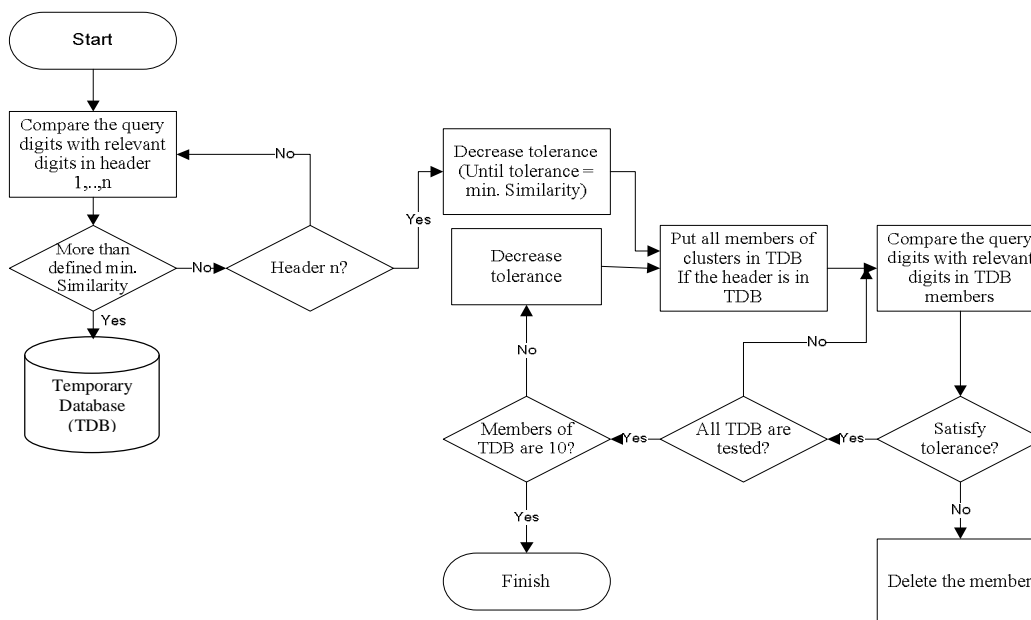 Start
Compare the query
digits with relevant
digits in header
1,..,n
No
More than
defined min.
Similarity
No
Header n?
Yes
Yes
Temporary
Database
(TDB)
Decrease tolerance
(Until tolerance =
min. Similarity)
Decrease
tolerance
Put all members of
clusters in TDB
If the header is in
TDB
Compare the query
digits with relevant
digits in TDB
members
No
No
Members of
TDB are 10?
Yes
All TDB are
tested?
Yes
Satisfy
tolerance?
Yes
No
Finish
Delete the member